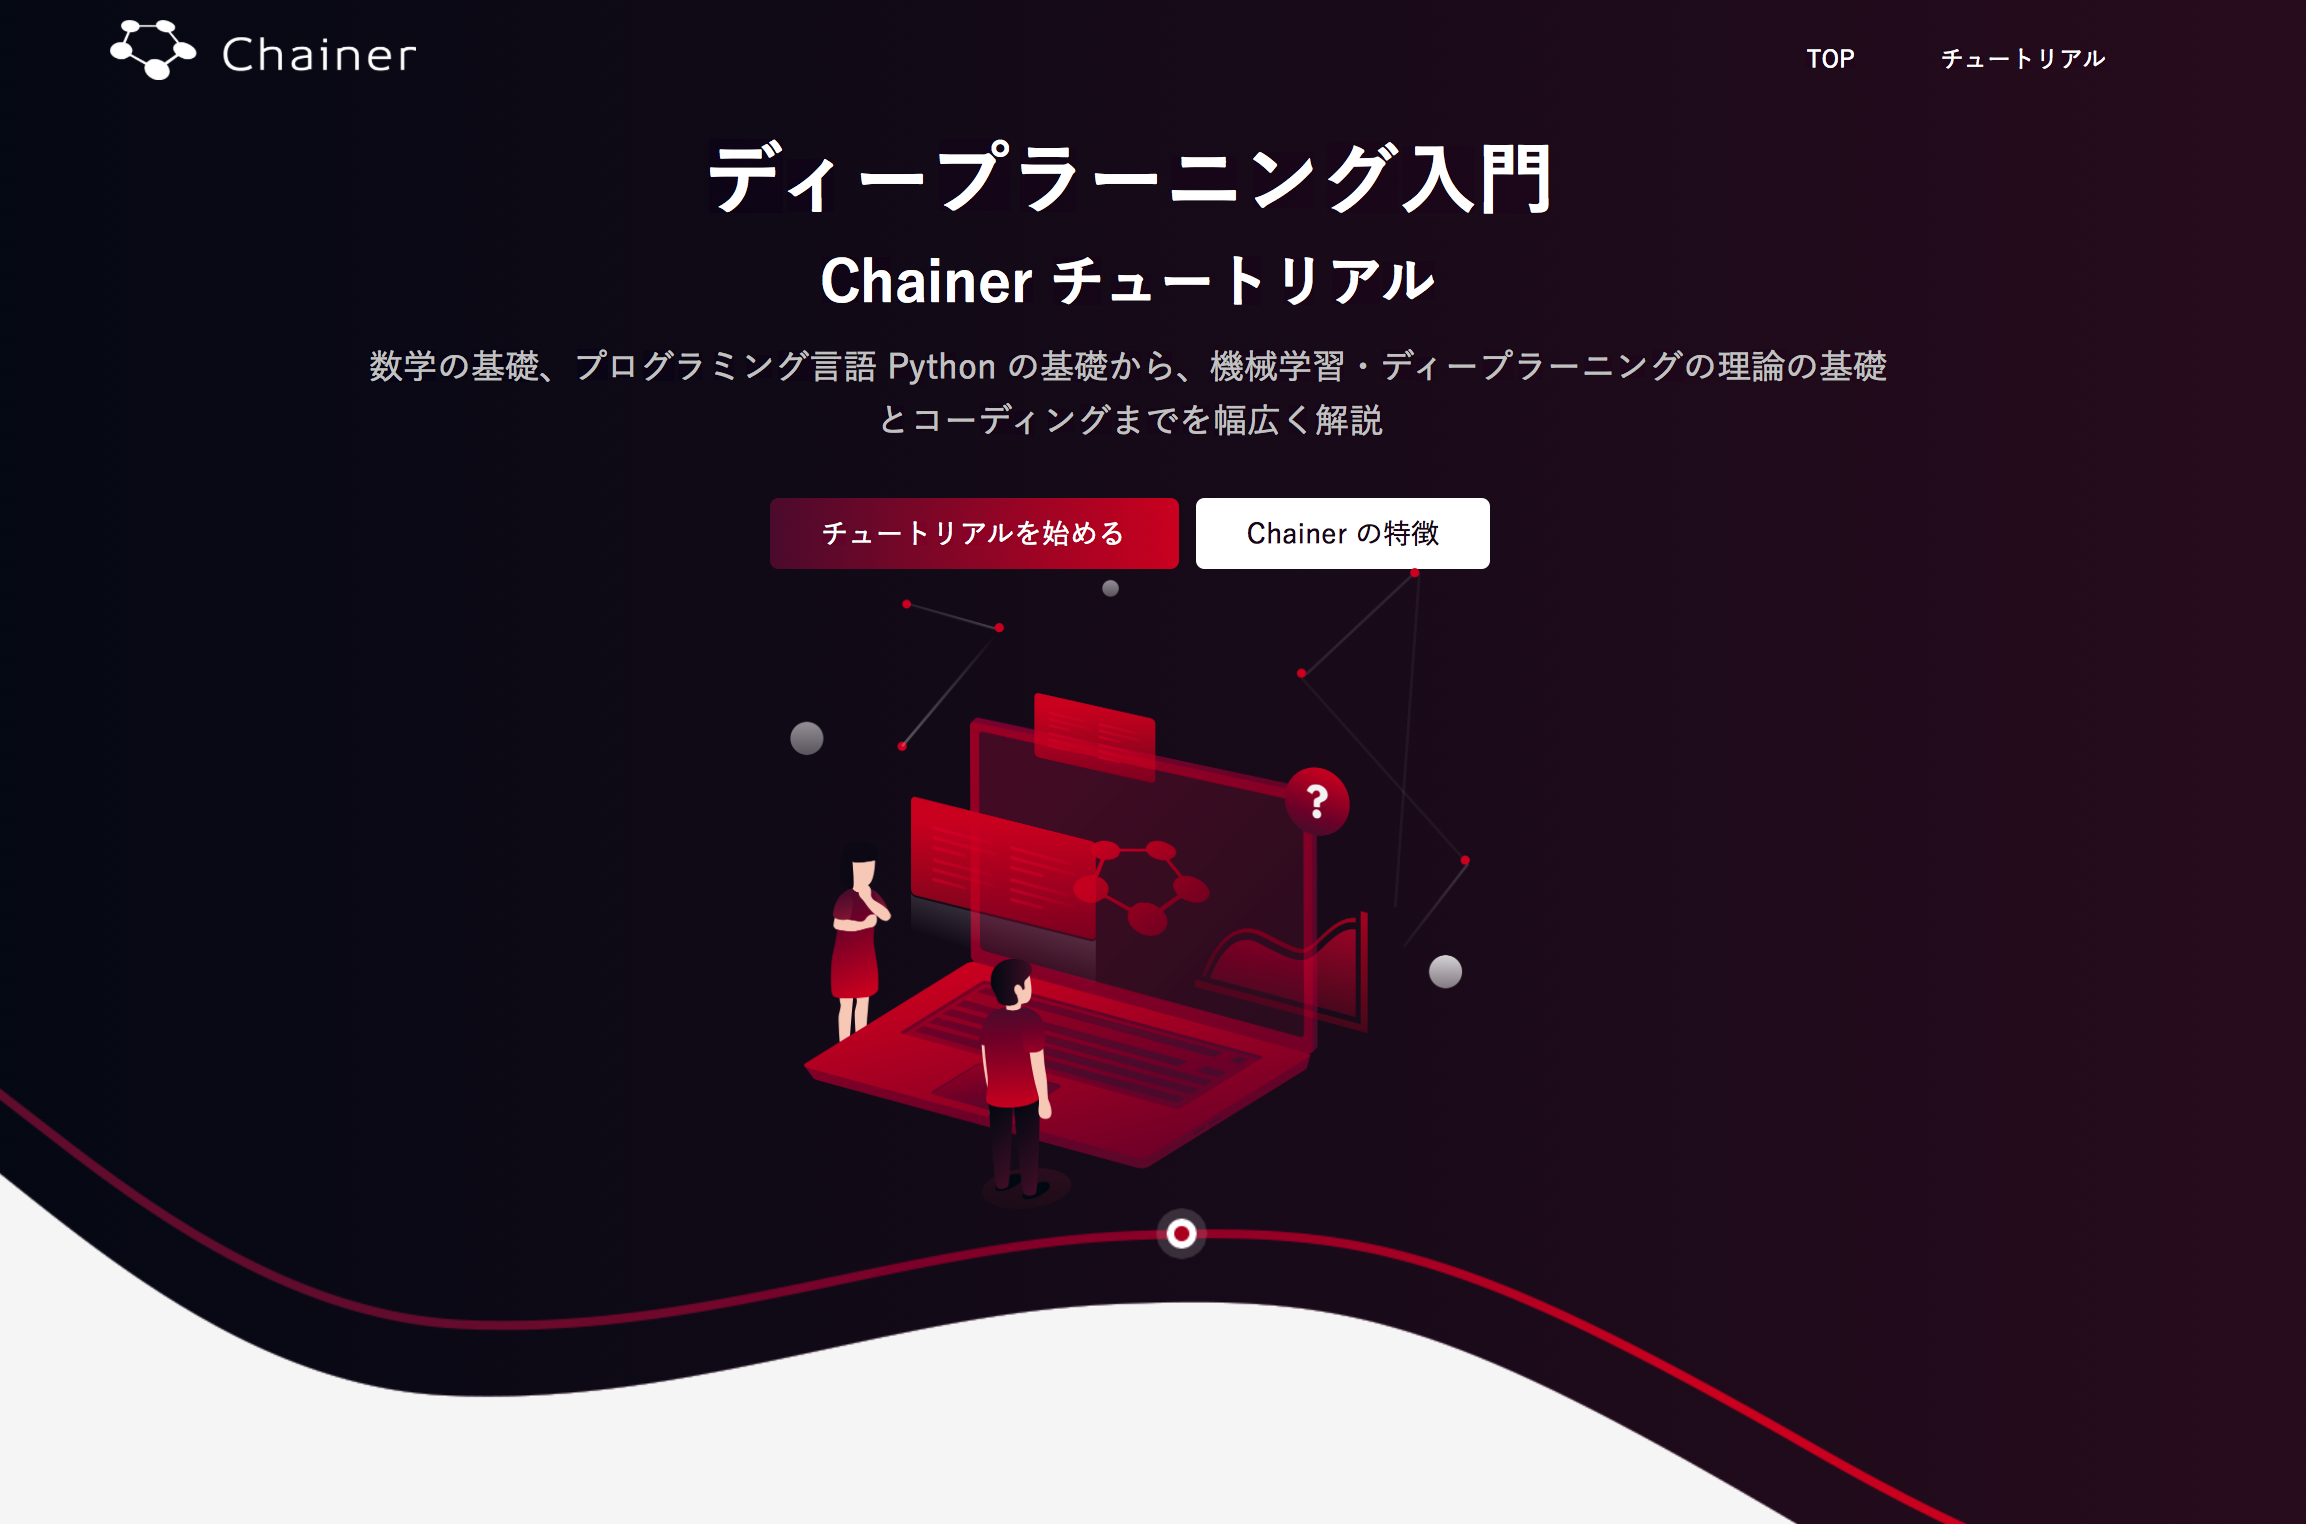 Chainer
TOP
チュートリアル
ディープラーニング入門
Chainer チュートリアル
数学の基礎、プログラミング言語 Python の基礎から、機械学習・ディープラーニングの理論の基礎
とコーディングまでを幅広く解説
チュートリアルを始める
Chainer の特徴
?